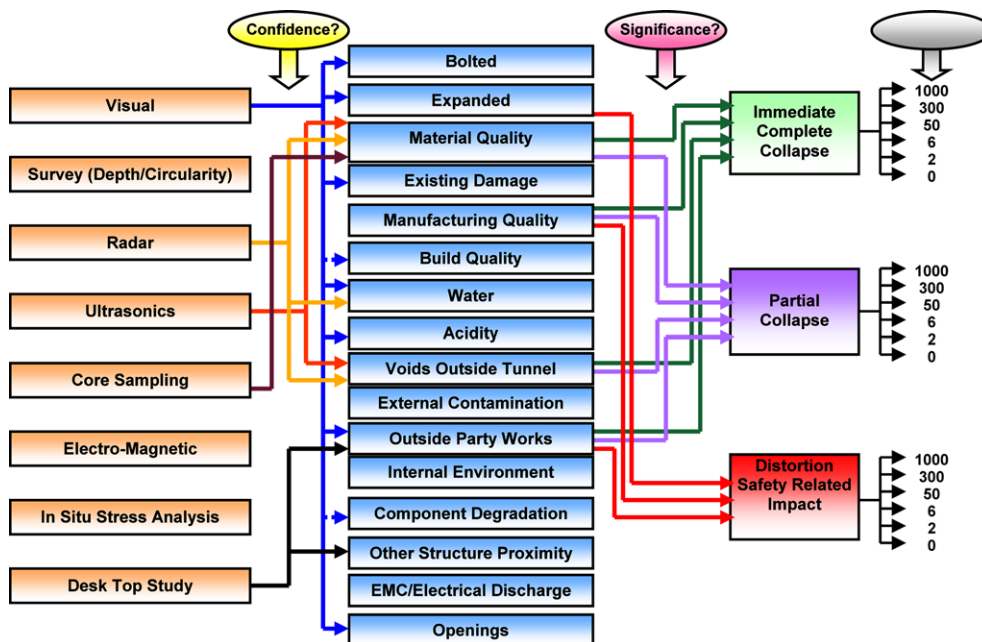 Confidence?
Significance?
Visual
Survey (Depth/Circularity)
Radar
Ultrasonics
Core Sampling
Electro-Magnetic
In Situ Stress Analysis
Desk Top Study
Bolted
Expanded
Material Quality
Existing Damage
Manufacturing Quality
Build Quality
Water
Acidity
Voids Outside Tunnel
External Contamination
Outside Party Works
Internal Environment
Component Degradation
Other Structure Proximity
EMC/Electrical Discharge
Openings
Immediate
Complete
Collapse
1000
300
50
6
2
0
Partial
Collapse
1000
300
50
6
2
0
Distortion
Safety Related
Impact
1000
300
50
6
2
0